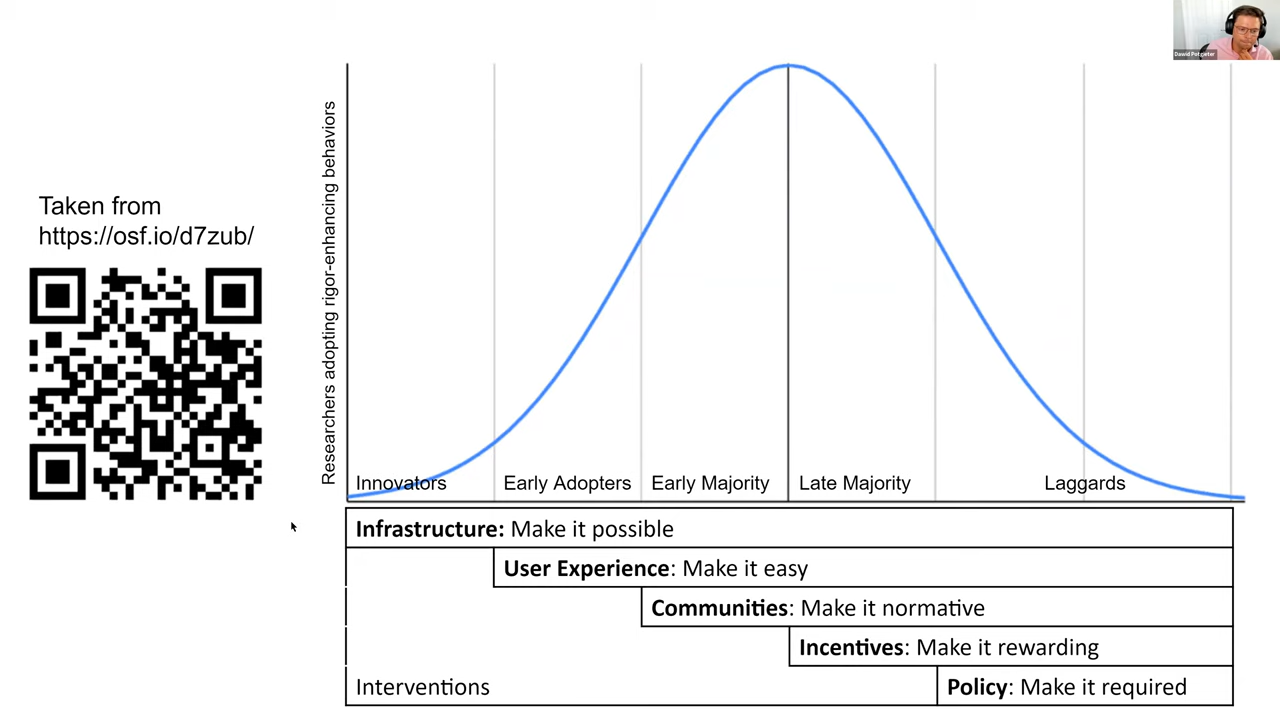 Dawid Potgieter
Taken from
https://osf.io/d7zub/
Researchers adopting rigor-enhancing behaviors
Innovators
Early Adopters
Early Majority
Late Majority
Laggards
Infrastructure: Make it possible
User Experience: Make it easy
Communities: Make it normative
Incentives: Make it rewarding
Interventions
Policy: Make it required